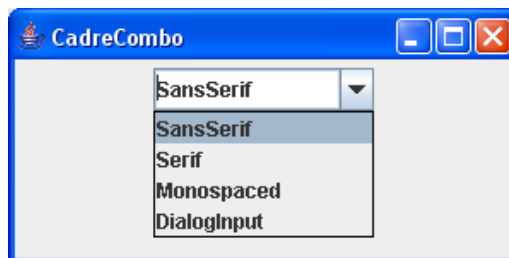 CadreCombo
SansSerif
SansSerif
Serif
Monospaced
DialogInput